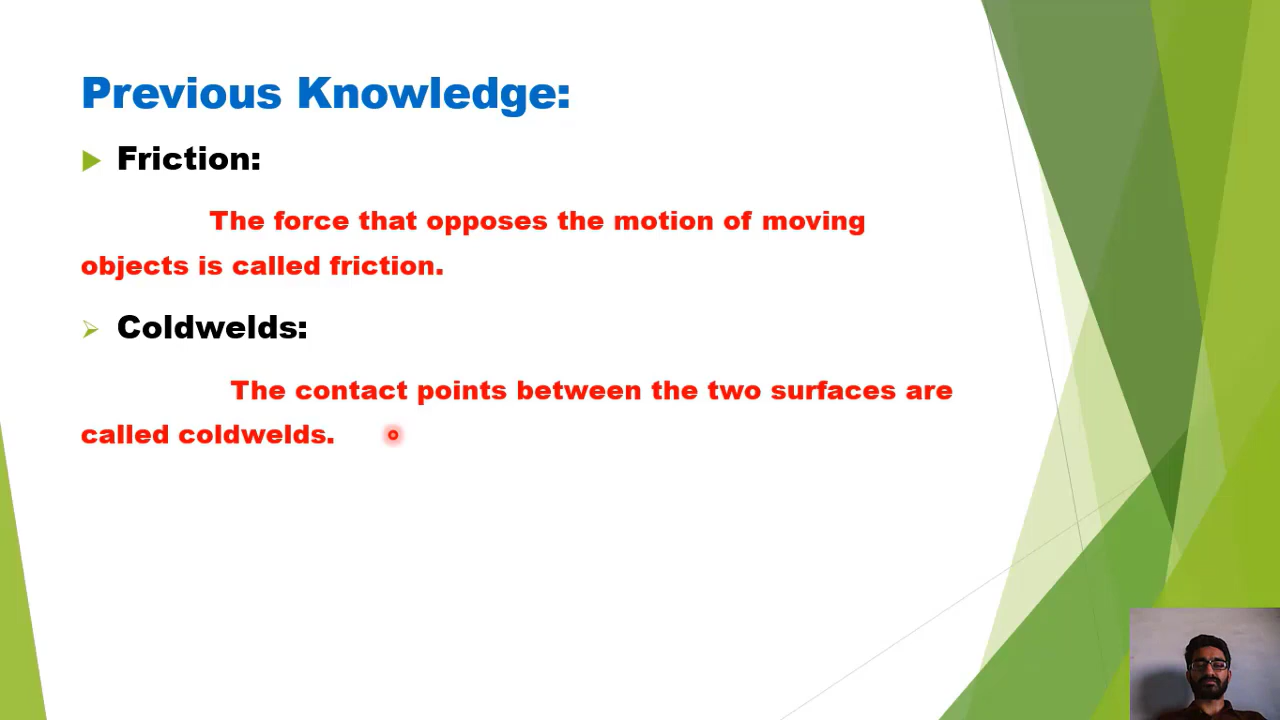 Previous Knowledge:
Friction:
The force that opposes the motion of moving
objects is called friction.
Coldwelds:
The contact points between the two surfaces are
called coldwelds.